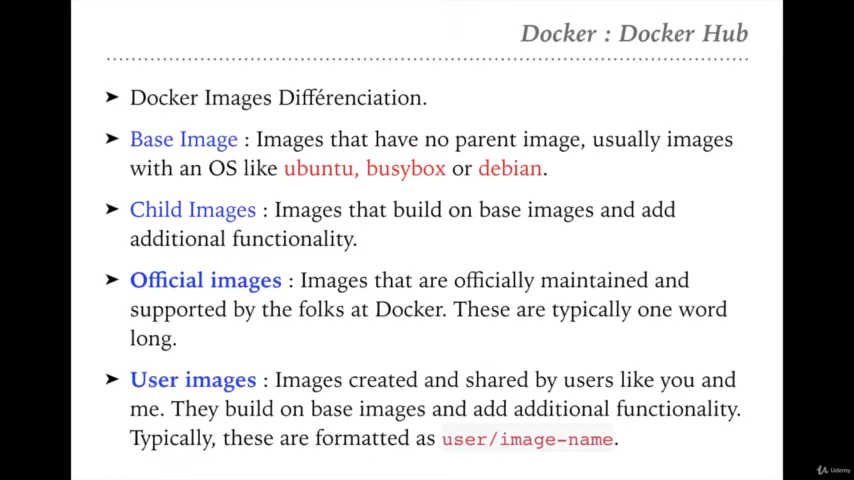 Docker : Docker Hub
➤ Docker Images Différenciation.
➤ Base Image : Images that have no parent image, usually images
with an OS like ubuntu, busybox or debian.
➤ Child Images : Images that build on base images and add
additional functionality.
➤ Official images : Images that are officially maintained and
supported by the folks at Docker. These are typically one word
long.
➤ User images : Images created and shared by users like you and
me. They build on base images and add additional functionality.
Typically, these are formatted as user/image-name.
Udemy